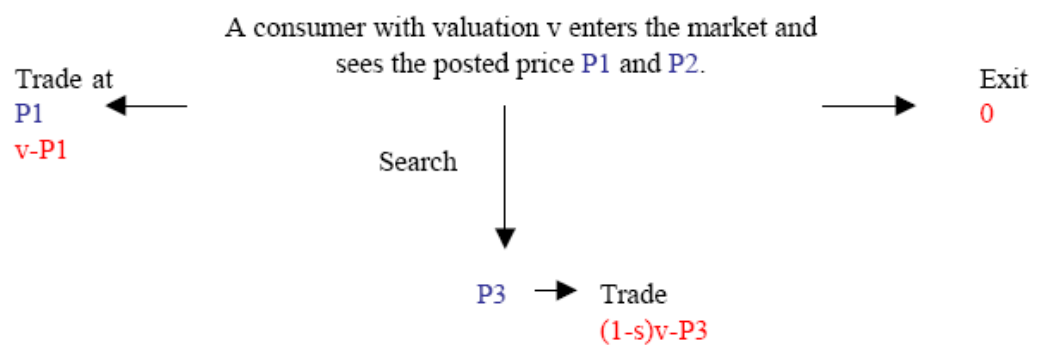 A consumer with valuation v enters the market and
sees the posted price P1 and P2.
Trade at
P1
v-P1
Exit
0
Search
P3
Trade
(1-s)v-P3